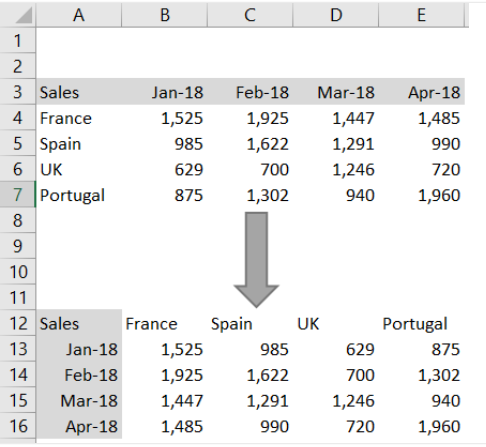 A B C D E
1
2
3 Sales Jan-18 Feb-18 Mar-18 Apr-18
4 France 1,525 1,925 1,447 1,485
5 Spain 985 1,622 1,291 990
6 UK 629 700 1,246 720
7 Portugal 875 1,302 940 1,960
8
9
10
11
12 Sales France Spain UK Portugal
13 Jan-18 1,525 985 629 875
14 Feb-18 1,925 1,622 700 1,302
15 Mar-18 1,447 1,291 1,246 940
16 Apr-18 1,485 990 720 1,960